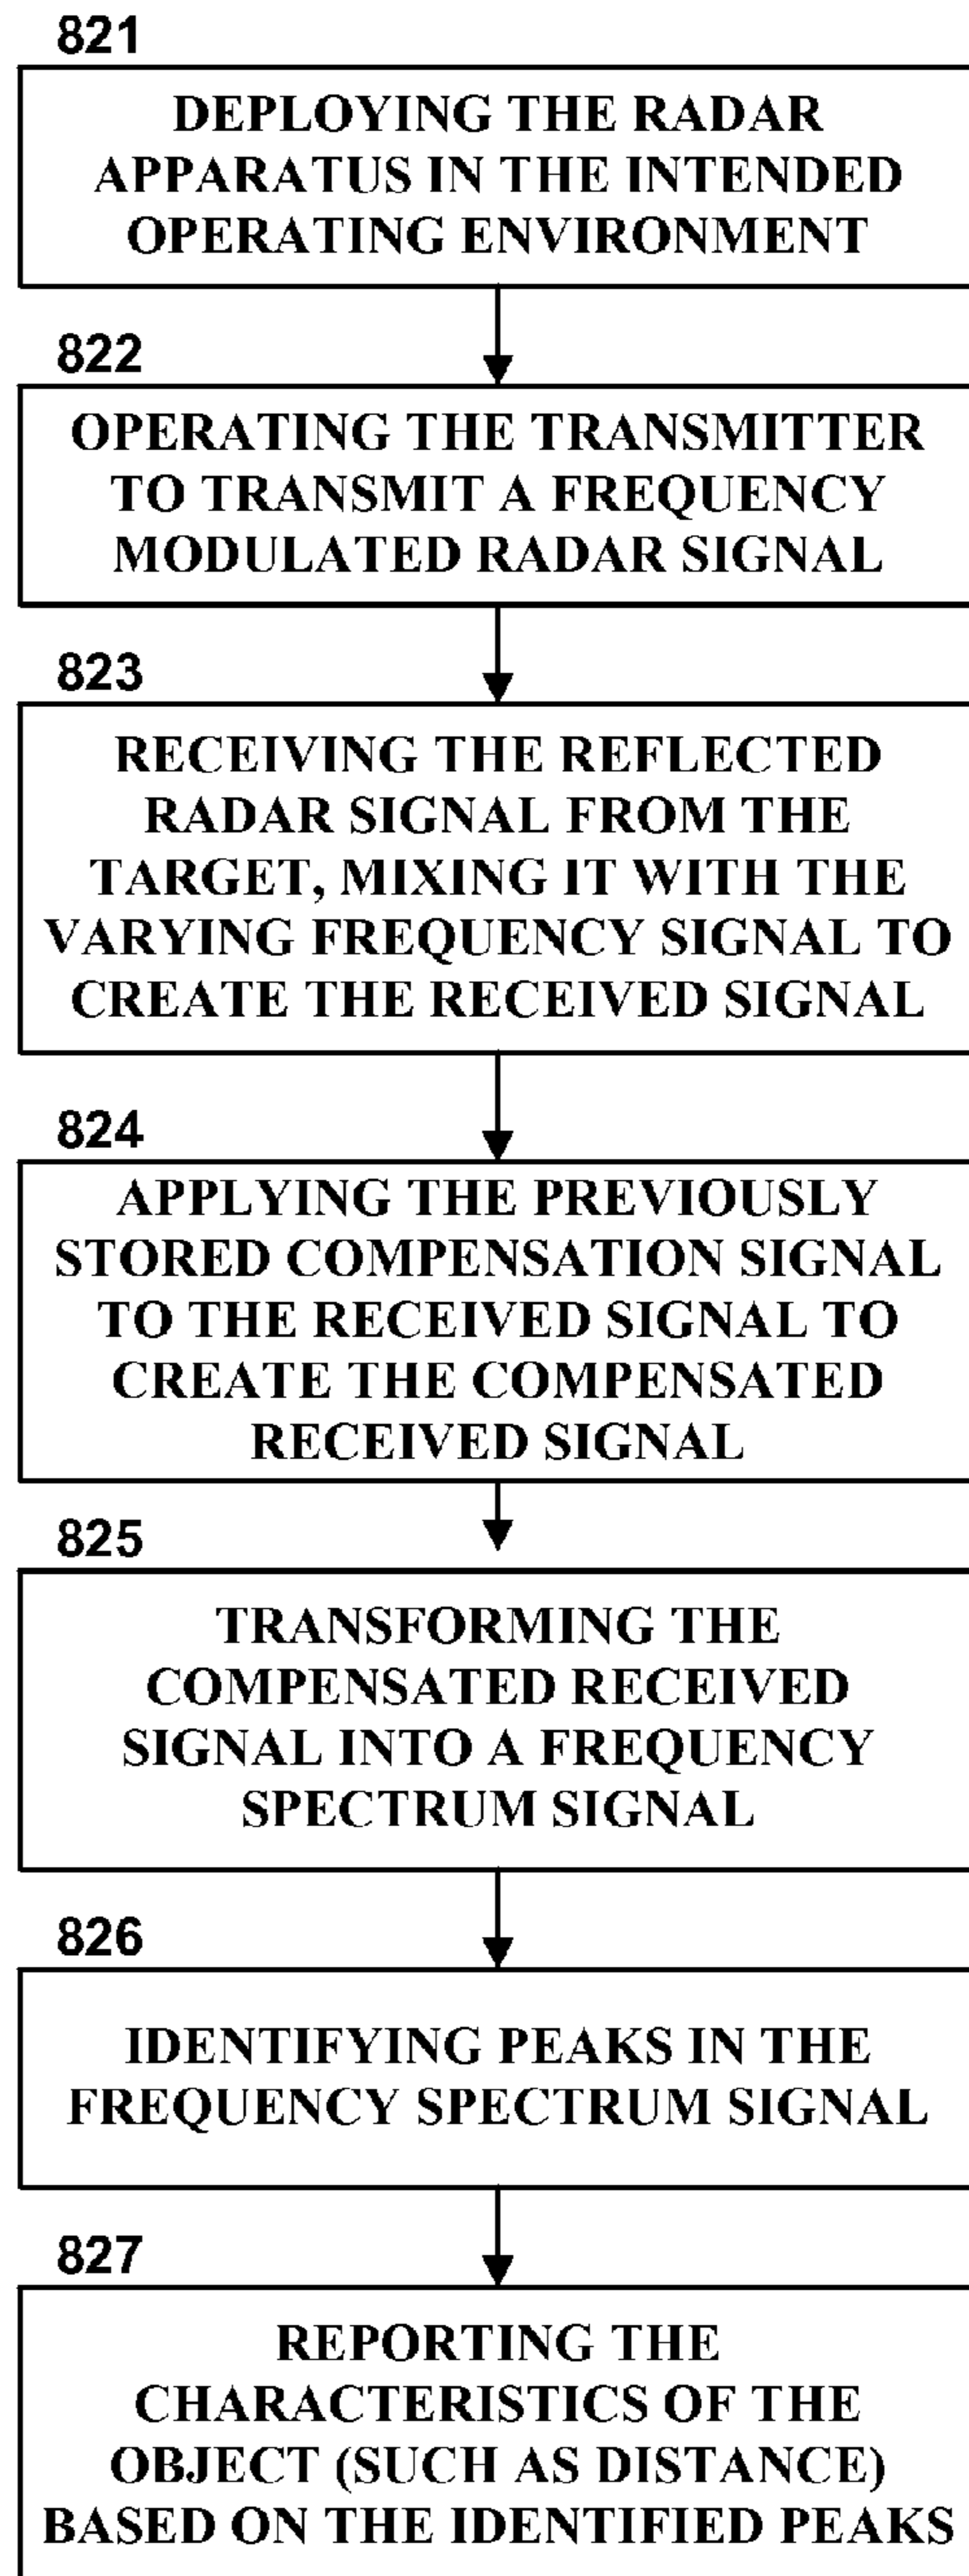 821
DEPLOYING THE RADAR
APPARATUS IN THE INTENDED
OPERATING ENVIRONMENT
822
OPERATING THE TRANSMITTER
TO TRANSMIT A FREQUENCY
MODULATED RADAR SIGNAL
823
RECEIVING THE REFLECTED
RADAR SIGNAL FROM THE
TARGET, MIXING IT WITH THE
VARYING FREQUENCY SIGNAL TO
CREATE THE RECEIVED SIGNAL
824
APPLYING THE PREVIOUSLY
STORED COMPENSATION SIGNAL
TO THE RECEIVED SIGNAL TO
CREATE THE COMPENSATED
RECEIVED SIGNAL
825
TRANSFORMING THE
COMPENSATED RECEIVED
SIGNAL INTO A FREQUENCY
SPECTRUM SIGNAL
826
IDENTIFYING PEAKS IN THE
FREQUENCY SPECTRUM SIGNAL
827
REPORTING THE
CHARACTERISTICS OF THE
OBJECT (SUCH AS DISTANCE)
BASED ON THE IDENTIFIED PEAKS